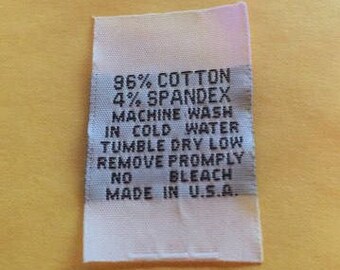 96% COTTON
4% SPANDEX
MACHINE WASH
IN COLD WATER
TUMBLE DRY LOW
REMOVE PROMPLY
NO BLEACH
MADE IN U.S.A.